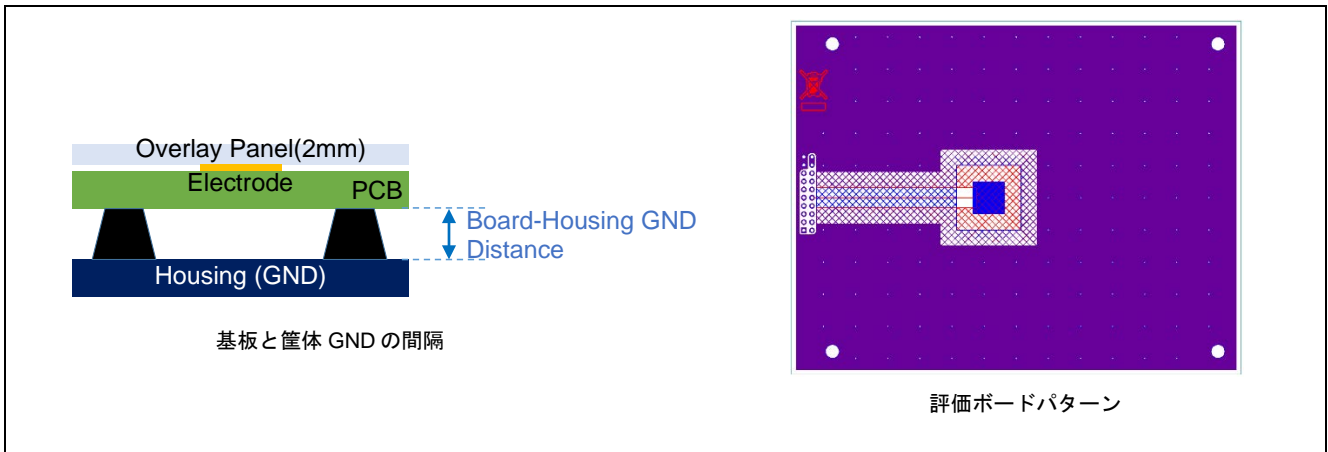 Overlay Panel(2mm)
Electrode
PCB
Board-Housing GND
Distance
Housing (GND)
基板と筐体 GND の間隔
評価ボードパターン